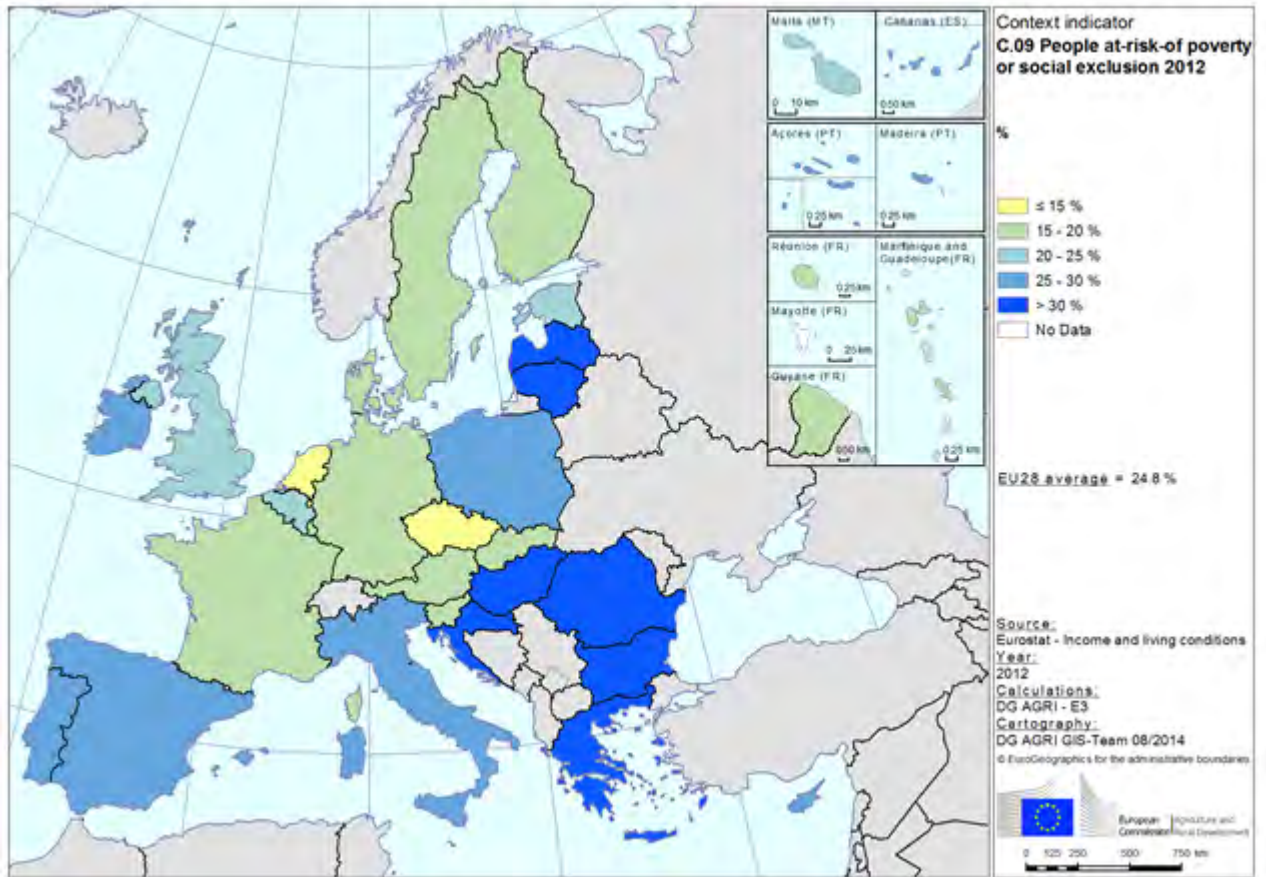 Malta (MT)
0 10 km
Canarias (ES)
0 50 km
Açores (PT)
0 25 km
Madeira (PT)
0 25 km
Réunion (FR)
0 25 km
Martinique and
Guadeloupe (FR)
0 25 km
Mayotte (FR)
0 25 km
Guyane (FR)
0 50 km
Context indicator
C.09 People at-risk-of poverty
or social exclusion 2012
%
≤ 15 %
15 - 20 %
20 - 25 %
25 - 30 %
> 30 %
No Data
EU28 average = 24.8 %
Source:
Eurostat - Income and living conditions
Year:
2012
Calculations:
DG AGRI - E3
Cartography:
DG AGRI GIS-Team 08/2014
© EuroGeographics for the administrative boundaries
European
Commission
Agriculture and
Rural Development
0 125 250 500 750 km